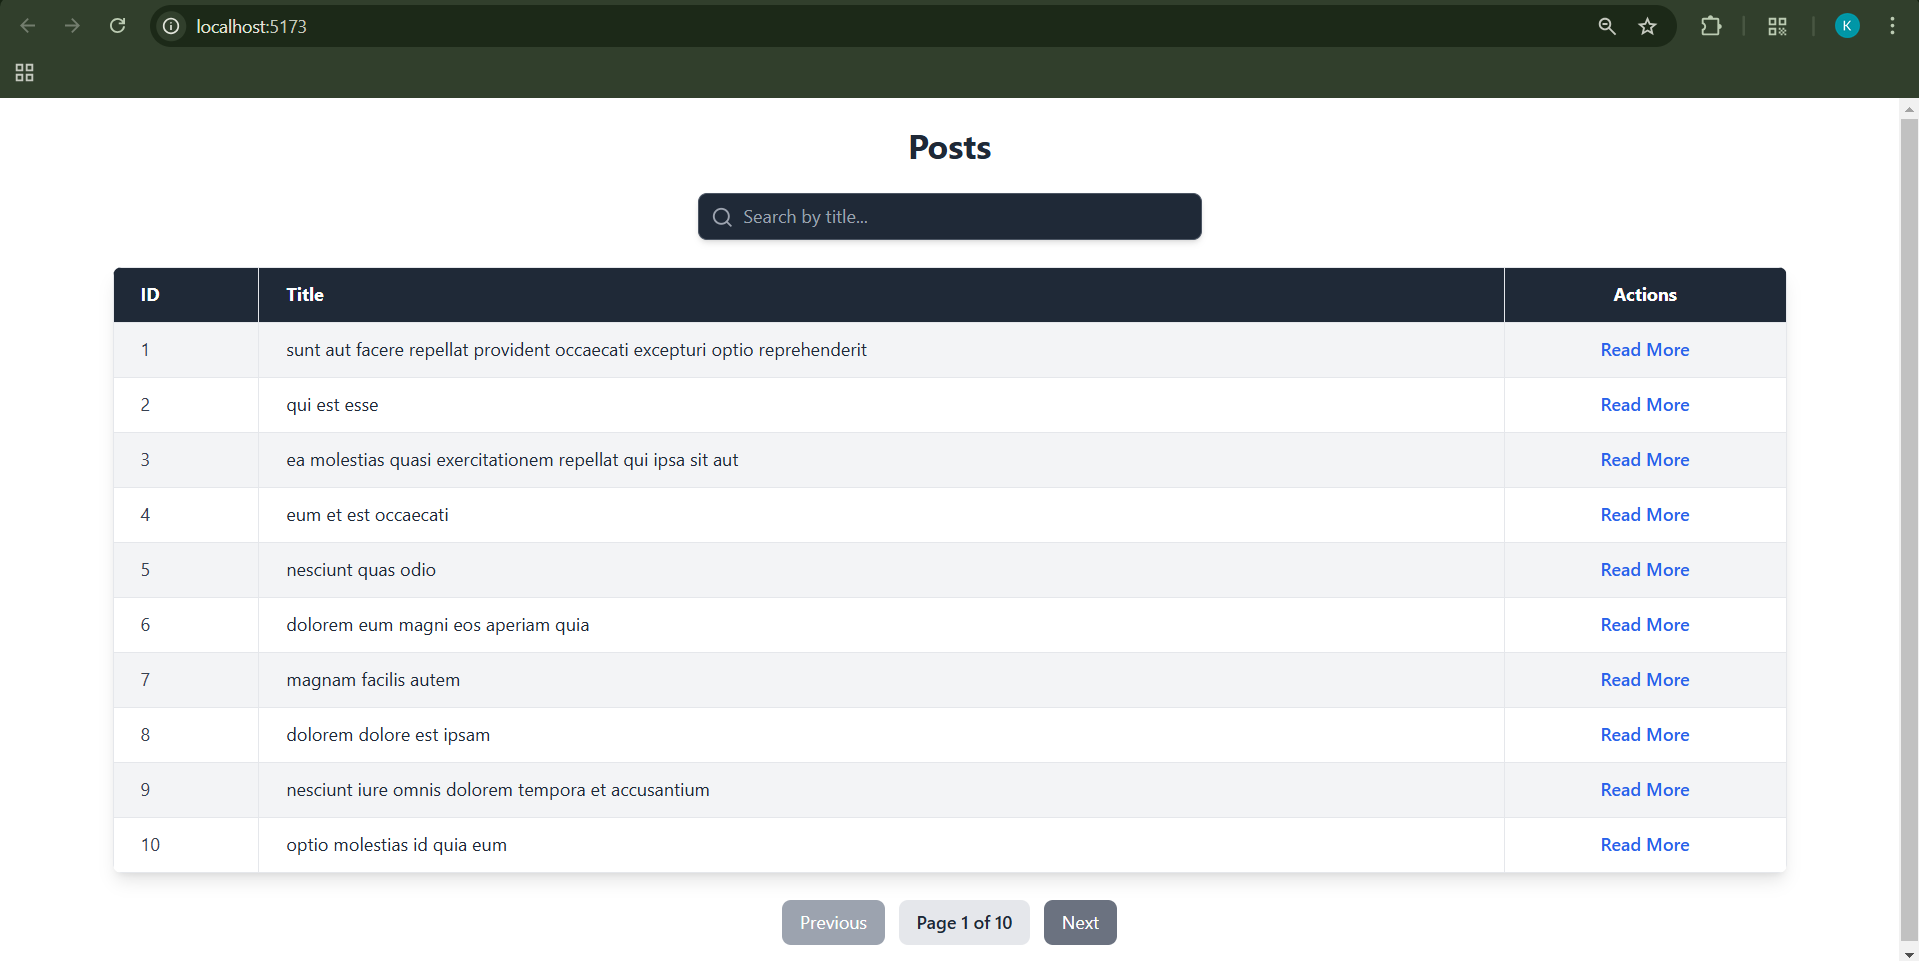 localhost:5173
K
Posts
Search by title...
ID Title Actions
1 sunt aut facere repellat provident occaecati excepturi optio reprehenderit Read More
2 qui est esse Read More
3 ea molestias quasi exercitationem repellat qui ipsa sit aut Read More
4 eum et est occaecati Read More
5 nesciunt quas odio Read More
6 dolorem eum magni eos aperiam quia Read More
7 magnam facilis autem Read More
8 dolorem dolore est ipsam Read More
9 nesciunt iure omnis dolorem tempora et accusantium Read More
10 optio molestias id quia eum Read More
Previous Page 1 of 10 Next